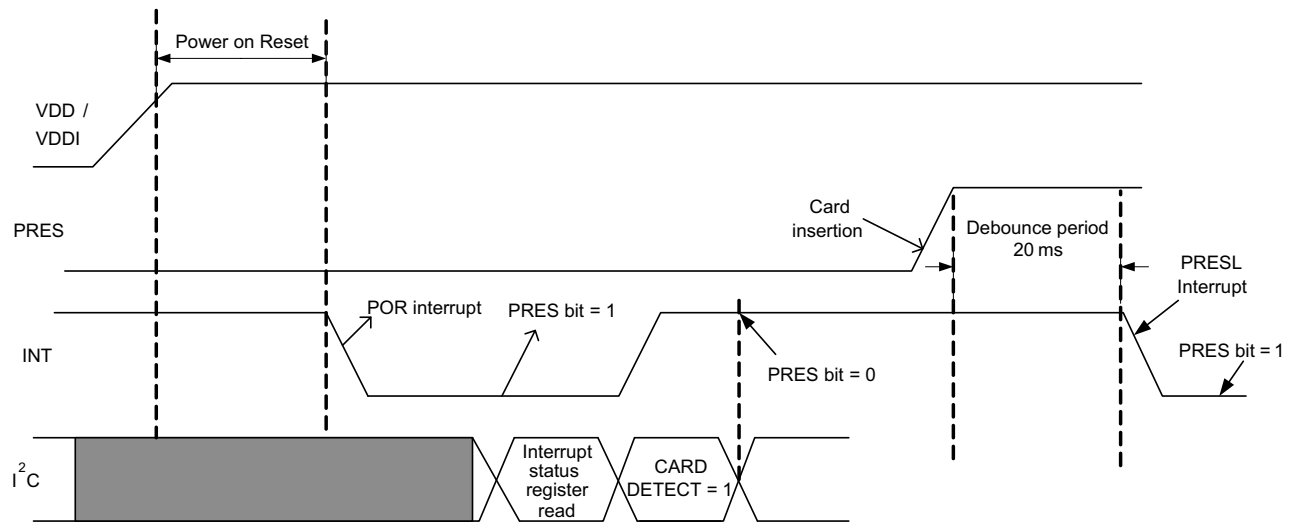 Power on Reset
VDD /
VDDI
PRES
Card
insertion
Debounce period
20 ms
PRESL
Interrupt
INT
POR interrupt
PRES bit = 1
PRES bit = 0
PRES bit = 1
I²C
Interrupt
status
register
read
CARD
DETECT = 1